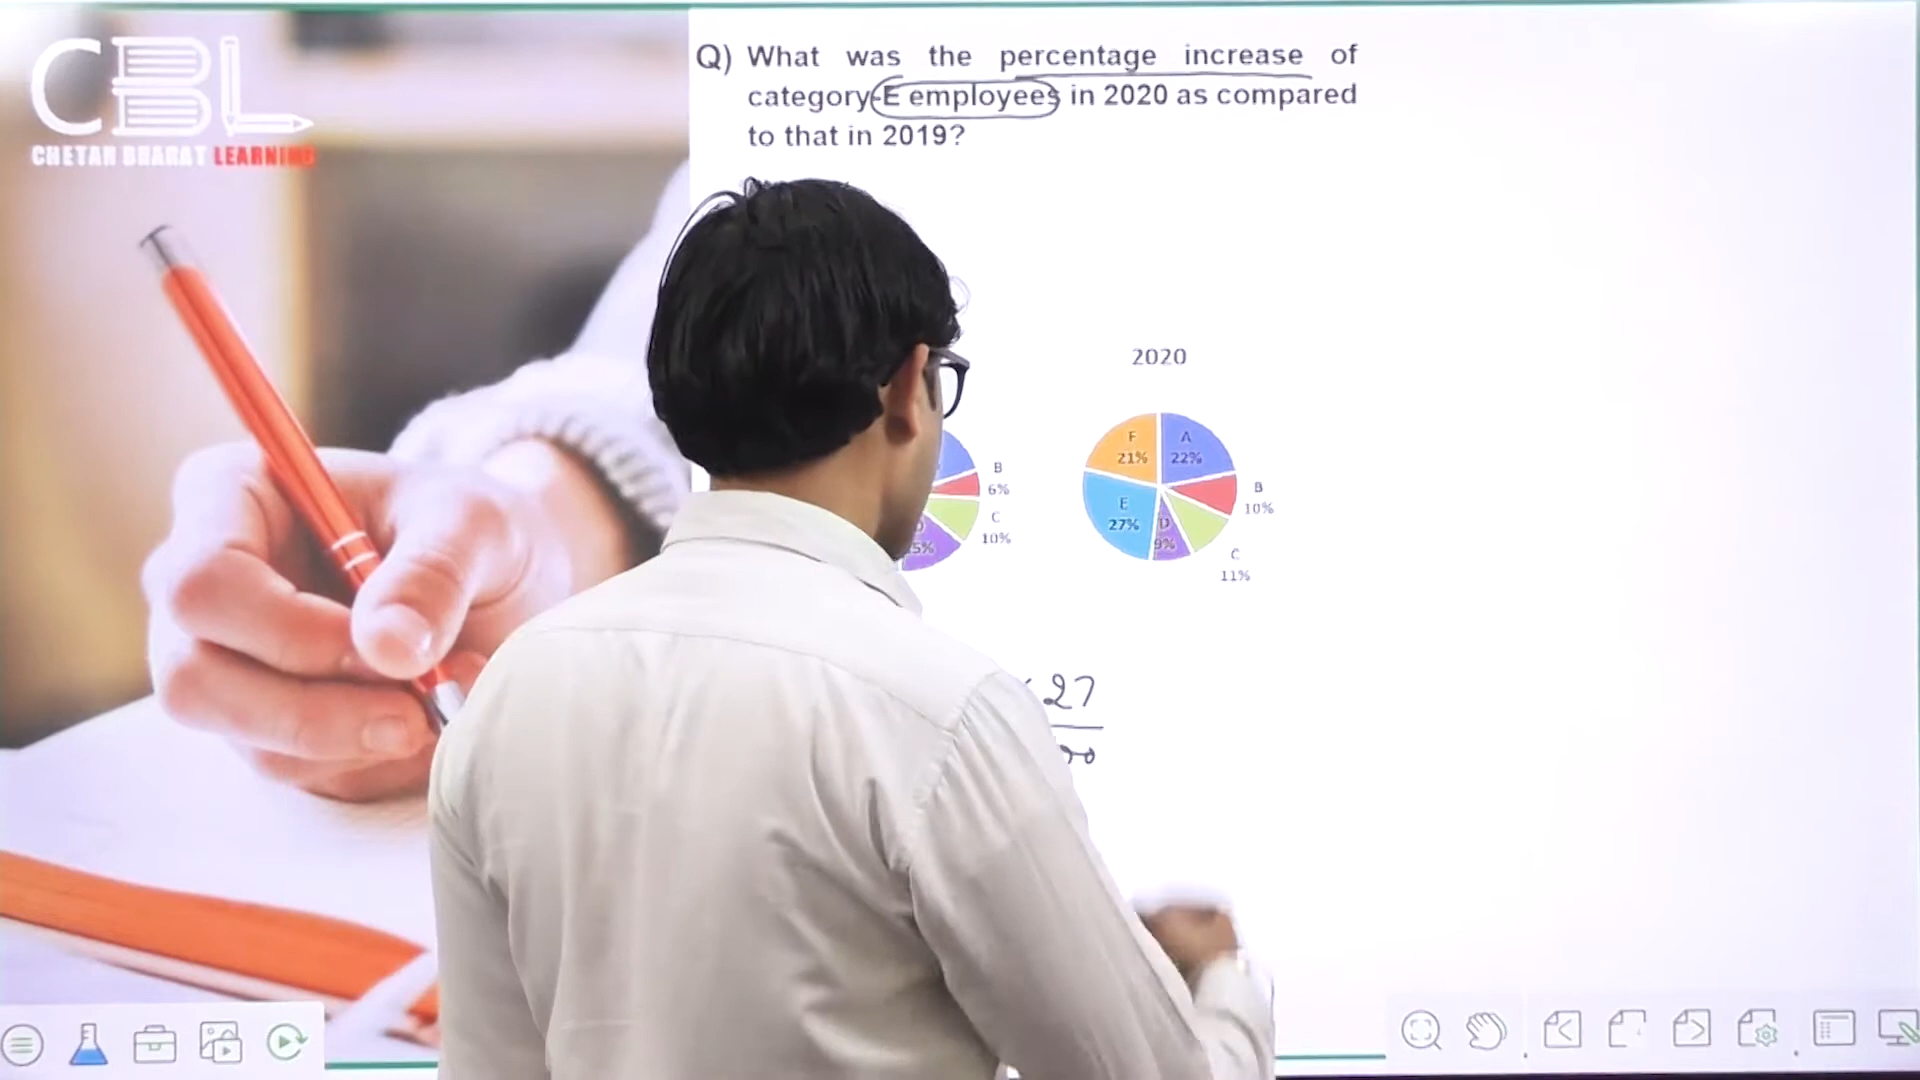 CBL
CHETAN BHARAT LEARNING
Q) What was the percentage increase of
category-E employees in 2020 as compared
to that in 2019?
2020
B
6%
C
10%
5%
F
21%
A
22%
B
10%
E
27%
D
9%
C
11%
27